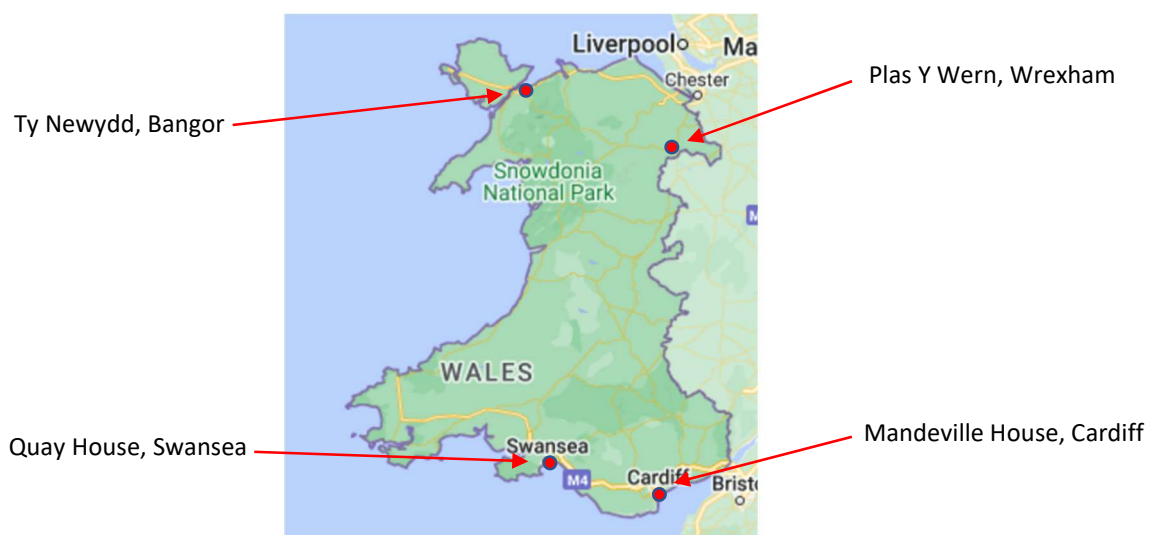 Liverpool
Ma
Chester
Plas Y Wern, Wrexham
Ty Newydd, Bangor
Snowdonia
National Park
M
WALES
Mandeville House, Cardiff
Quay House, Swansea
Swansea
M4
Cardiff
Bristo